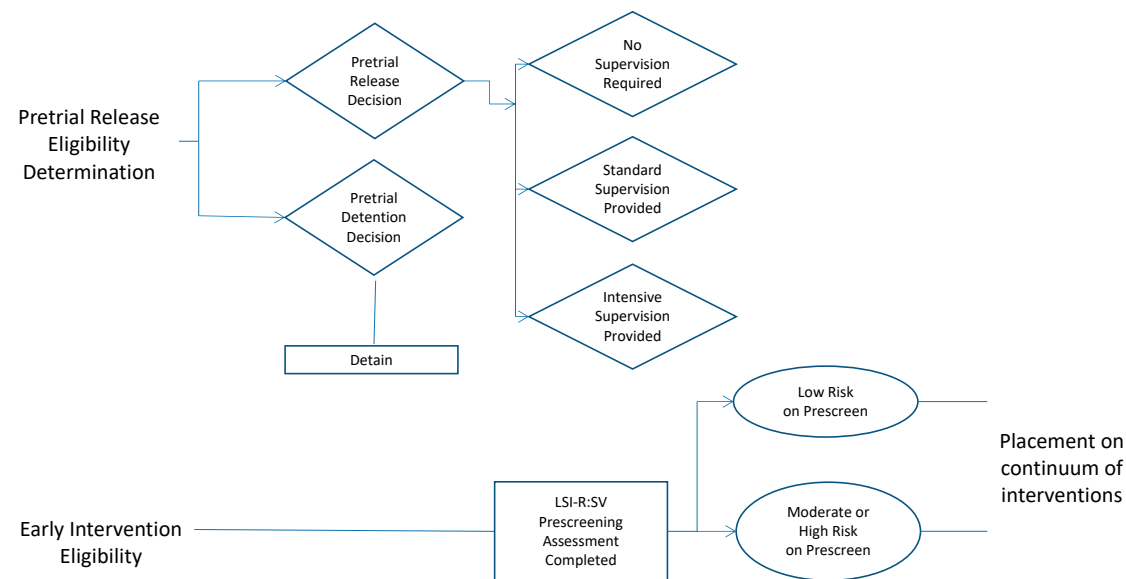 Pretrial Release
Eligibility
Determination
Pretrial
Release
Decision
Pretrial
Detention
Decision
Detain
No
Supervision
Required
Standard
Supervision
Provided
Intensive
Supervision
Provided
Early Intervention
Eligibility
LSI-R:SV
Prescreening
Assessment
Completed
Low Risk
on Prescreen
Moderate or
High Risk
on Prescreen
Placement on
continuum of
interventions